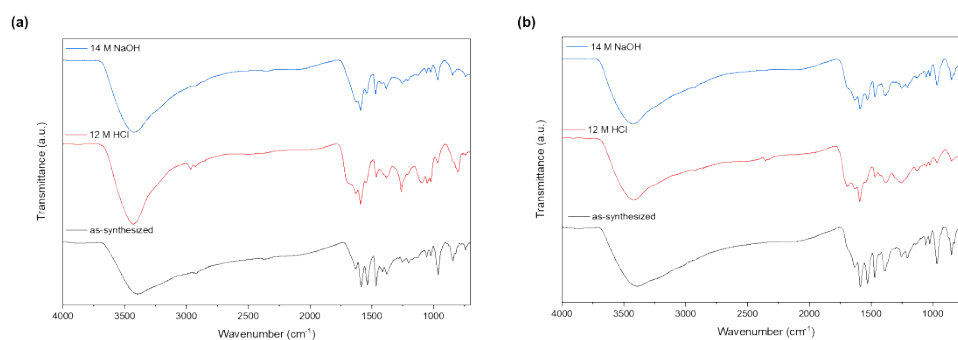 (a)
14 M NaOH
12 M HCl
as-synthesized
Transmittance (a.u.)
4000 3500 3000 2500 2000 1500 1000
Wavenumber (cm⁻¹)
(b)
14 M NaOH
12 M HCl
as-synthesized
Transmittance (a.u.)
4000 3500 3000 2500 2000 1500 1000
Wavenumber (cm⁻¹)